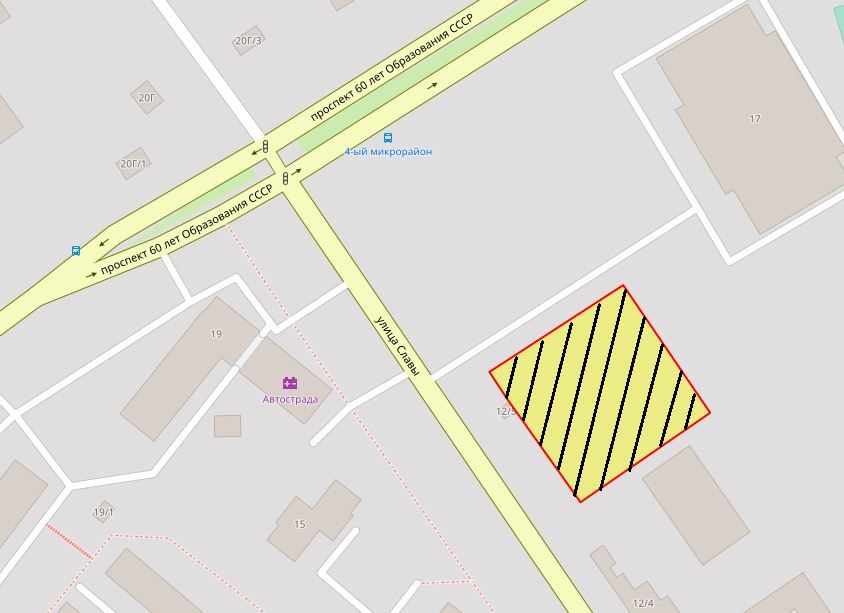 проспект 60 лет Образования СССР
20Г/3
20Г
17
4-ый микрорайон
20Г/1
проспект 60 лет Образования СССР
улица Славы
19
Автострада
12/5
19/1
15
12/4